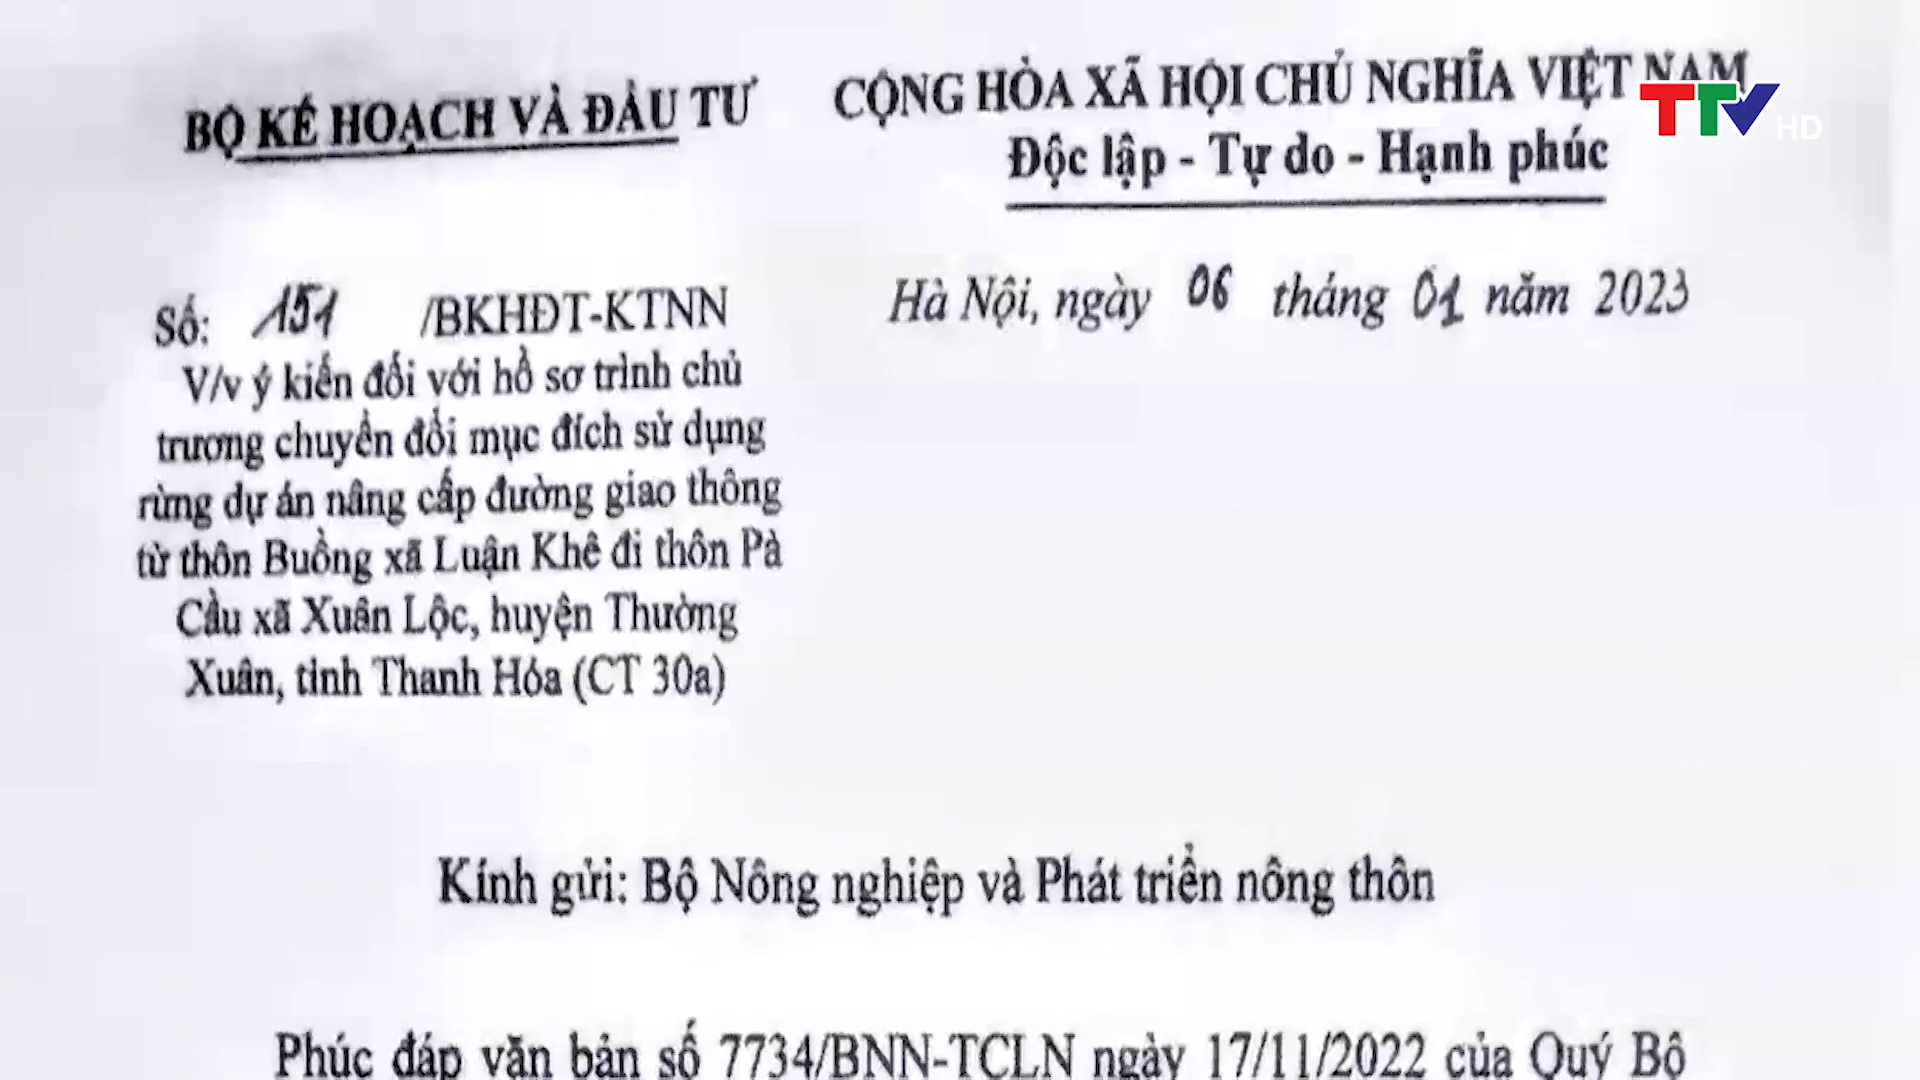 BỘ KẾ HOẠCH VÀ ĐẦU TƯ
CỘNG HÒA XÃ HỘI CHỦ NGHĨA VIỆT NAM
Độc lập - Tự do - Hạnh phúc
TTV HD
Số: 151 /BKHĐT-KTNN
Hà Nội, ngày 06 tháng 01 năm 2023
V/v ý kiến đối với hồ sơ trình chủ
trương chuyển đổi mục đích sử dụng
rừng dự án nâng cấp đường giao thông
từ thôn Buồng xã Luận Khê đi thôn Pà
Cầu xã Xuân Lộc, huyện Thường
Xuân, tỉnh Thanh Hóa (CT 30a)
Kính gửi: Bộ Nông nghiệp và Phát triển nông thôn
Phúc đáp văn bản số 7734/BNN-TCLN ngày 17/11/2022 của Quý Bộ